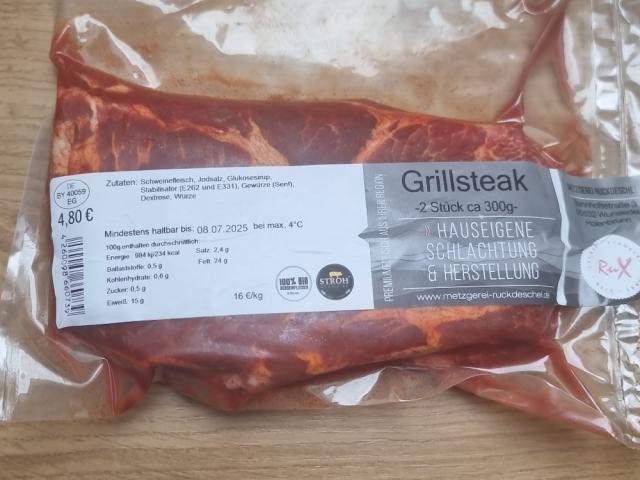 DE
BY 40059
EG
4,80 €
Zutaten: Schweinefleisch, Jodsalz, Glukosesirup,
Stabilisator (E262 und E331), Gewürze (Senf),
Dextrose, Würze
Mindestens haltbar bis: 08.07.2025 bei max. 4°C
100g enthalten durchschnittlich:
Energie: 984 kj/234 kcal
Salz: 2,4 g
Ballaststoffe: 0,5 g
Fett: 24 g
Kohlenhydrate: 0,6 g
Zucker: 0,5 g
Eiweiß: 15 g
16 €/kg
100% BIO
STROH
Grillsteak
-2 Stück ca 300g-
» HAUSEIGENE
SCHLACHTUNG
& HERSTELLUNG
www.metzgerei-ruckdeschel.de
METZGEREI RUCKDESCHEL
RuX